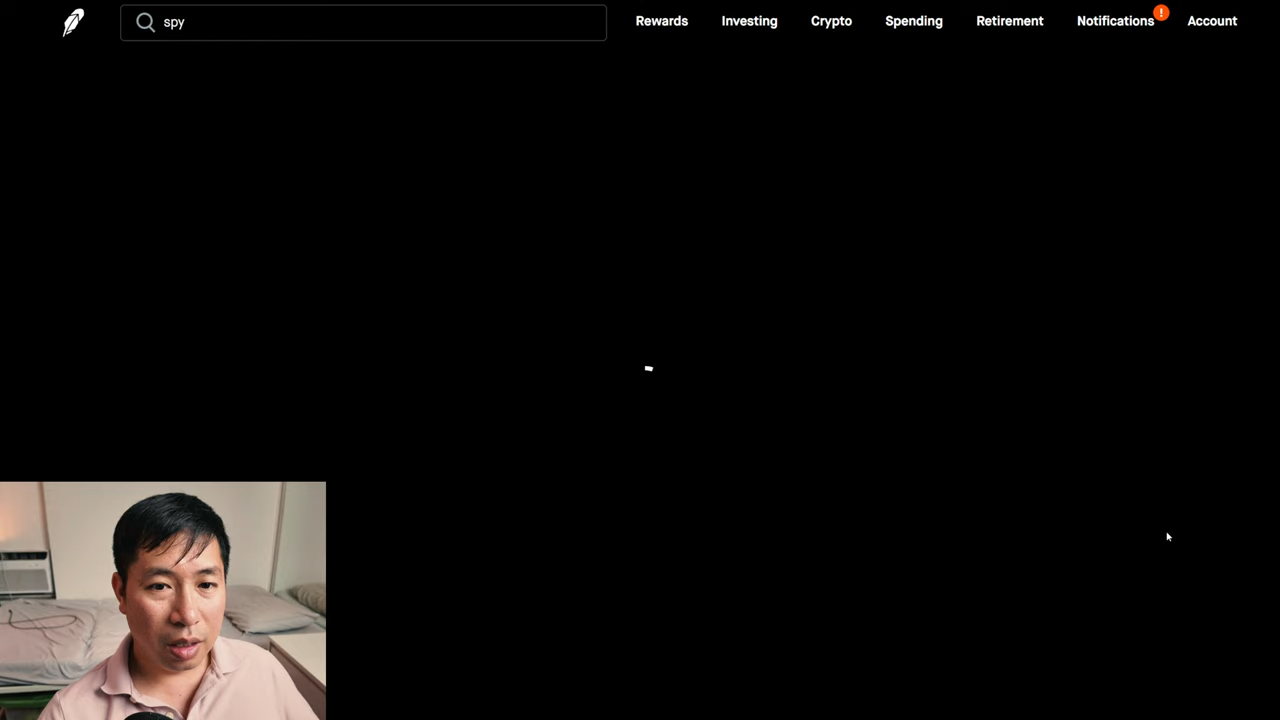 spy
Rewards
Investing
Crypto
Spending
Retirement
Notifications
!
Account